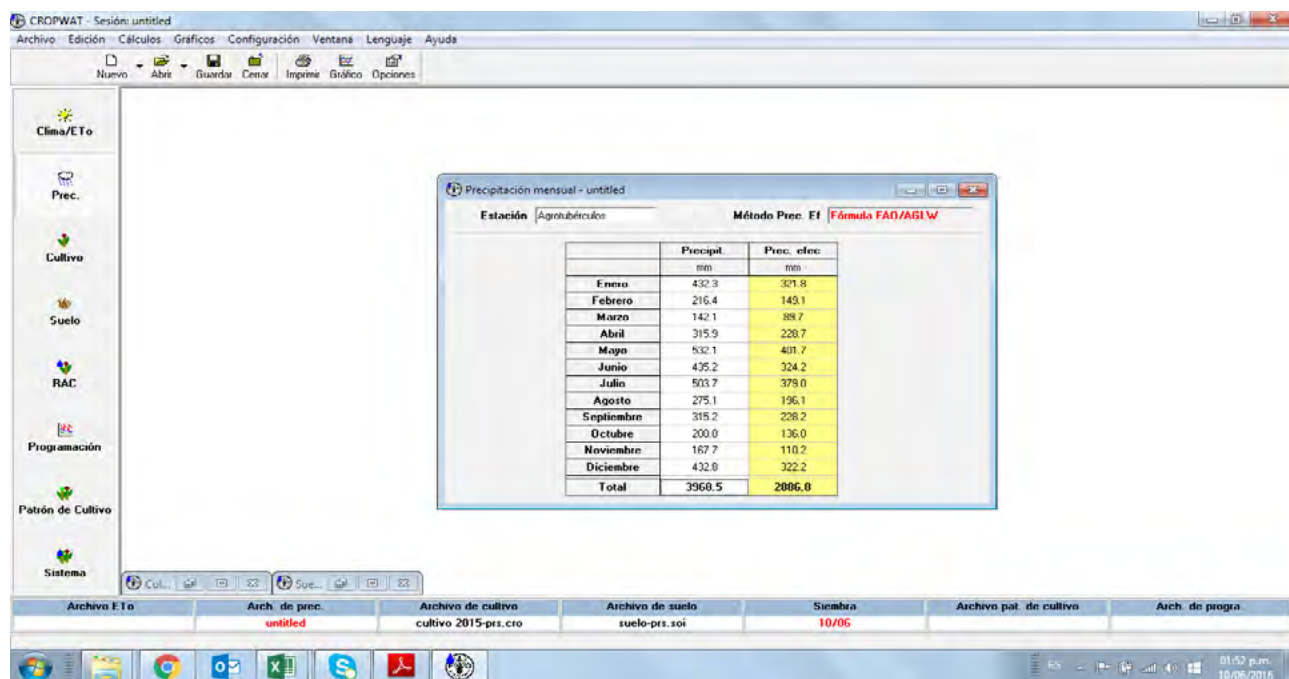 CROPWAT - Sesión: untitled
Archivo Edición Cálculos Gráficos Configuración Ventana Lenguaje Ayuda
Nuevo Abrir Guardar Cerrar Imprimir Gráfico Opciones
Clima/ETo
Prec.
Cultivo
Suelo
RAC
Programación
Patrón de Cultivo
Sistema
Precipitación mensual - untitled
Estación Agrotubérculos Método Prec. Ef Fórmula FAO/AGLW
Precipit. Prec. efec
mm mm
Enero 432.3 321.8
Febrero 216.4 149.1
Marzo 142.1 89.7
Abril 315.9 228.7
Mayo 532.1 401.7
Junio 435.2 324.2
Julio 503.7 379.0
Agosto 275.1 196.1
Septiembre 315.2 228.2
Octubre 200.0 136.0
Noviembre 167.7 110.2
Diciembre 432.8 322.2
Total 3968.5 2886.8
Cul... Sue...
Archivo ETo Arch. de prec. Archivo de cultivo Archivo de suelo Siembra Archivo pat. de cultivo Arch. de progra.
untitled cultivo 2015-prs.cro suelo-prs.soi 10/06
ES 01:52 p.m.
10/06/2016